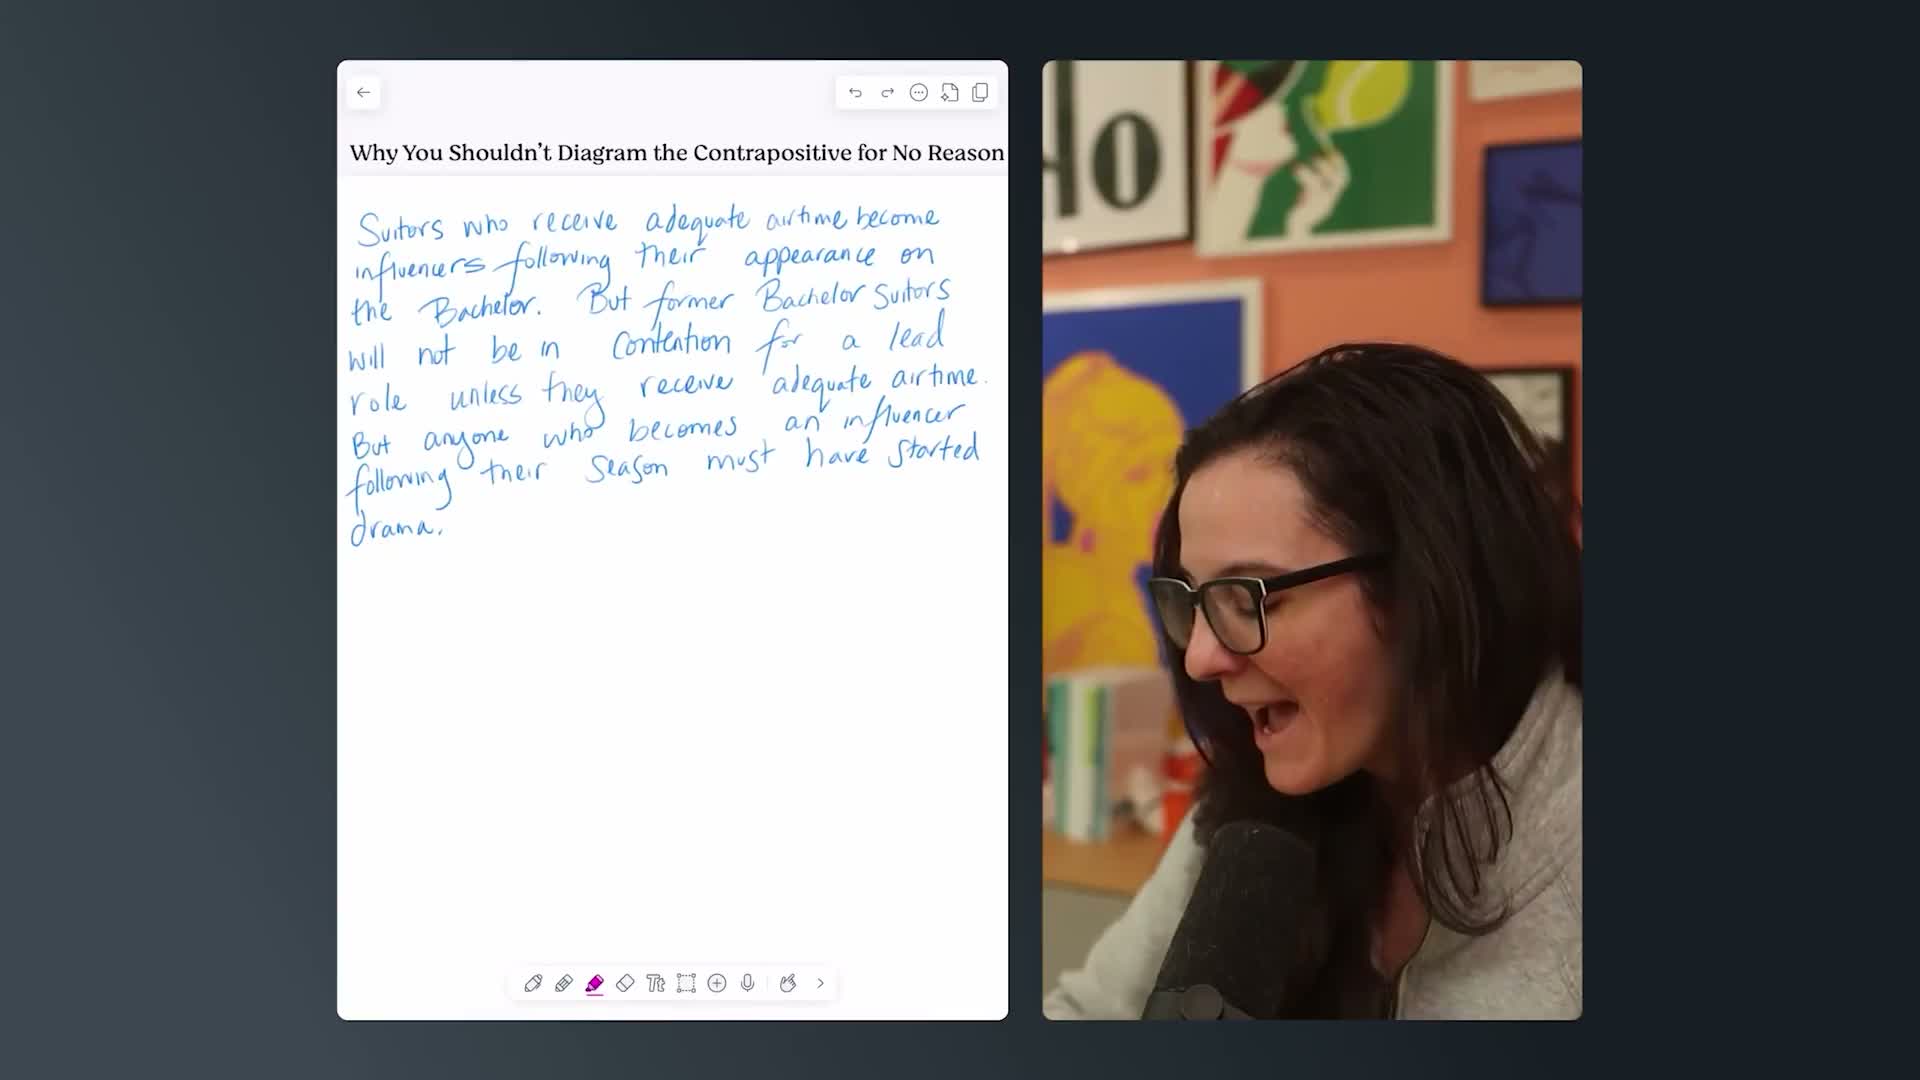 Why You Shouldn't Diagram the Contrapositive for No Reason
Suitors who receive adequate airtime become
influencers following their appearance on
the Bachelor. But former Bachelor suitors
will not be in contention for a lead
role unless they receive adequate airtime.
But anyone who becomes an influencer
following their season must have started
drama.
Tt
Ho